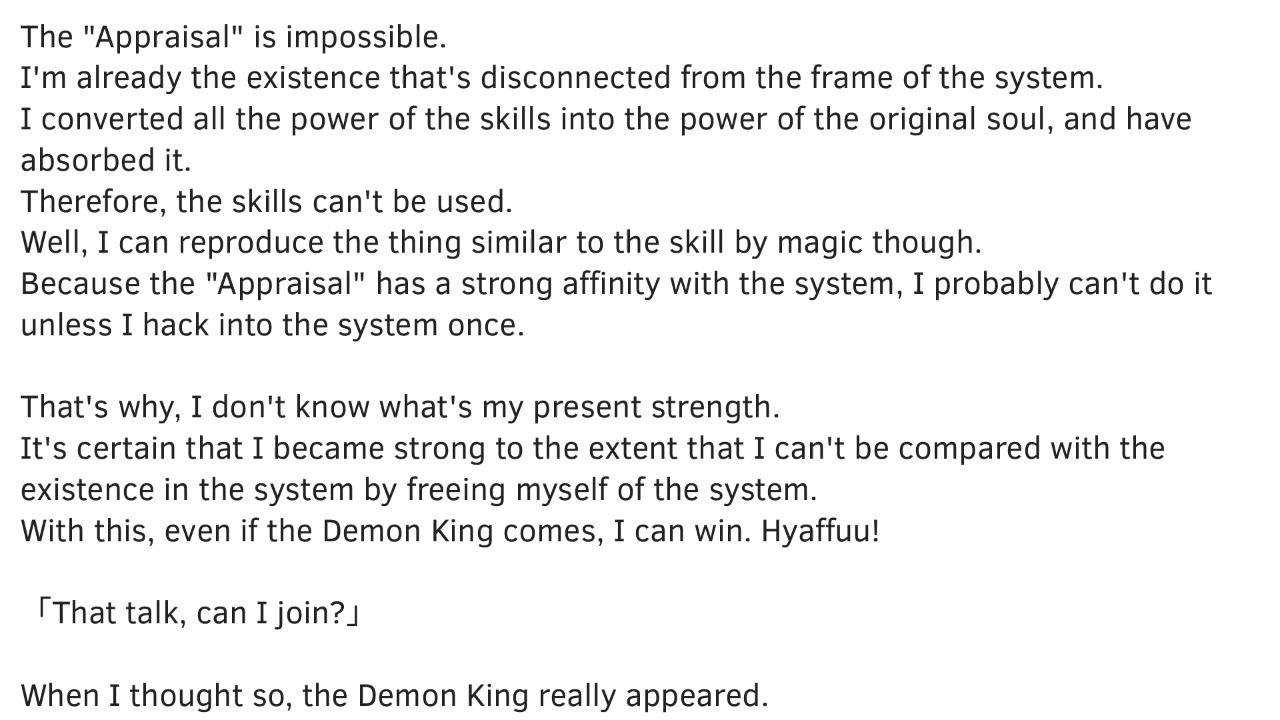 The "Appraisal" is impossible.
I'm already the existence that's disconnected from the frame of the system.
I converted all the power of the skills into the power of the original soul, and have
absorbed it.
Therefore, the skills can't be used.
Well, I can reproduce the thing similar to the skill by magic though.
Because the "Appraisal" has a strong affinity with the system, I probably can't do it
unless I hack into the system once.
That's why, I don't know what's my present strength.
It's certain that I became strong to the extent that I can't be compared with the
existence in the system by freeing myself of the system.
With this, even if the Demon King comes, I can win. Hyaffuu!
「That talk, can I join?」
When I thought so, the Demon King really appeared.